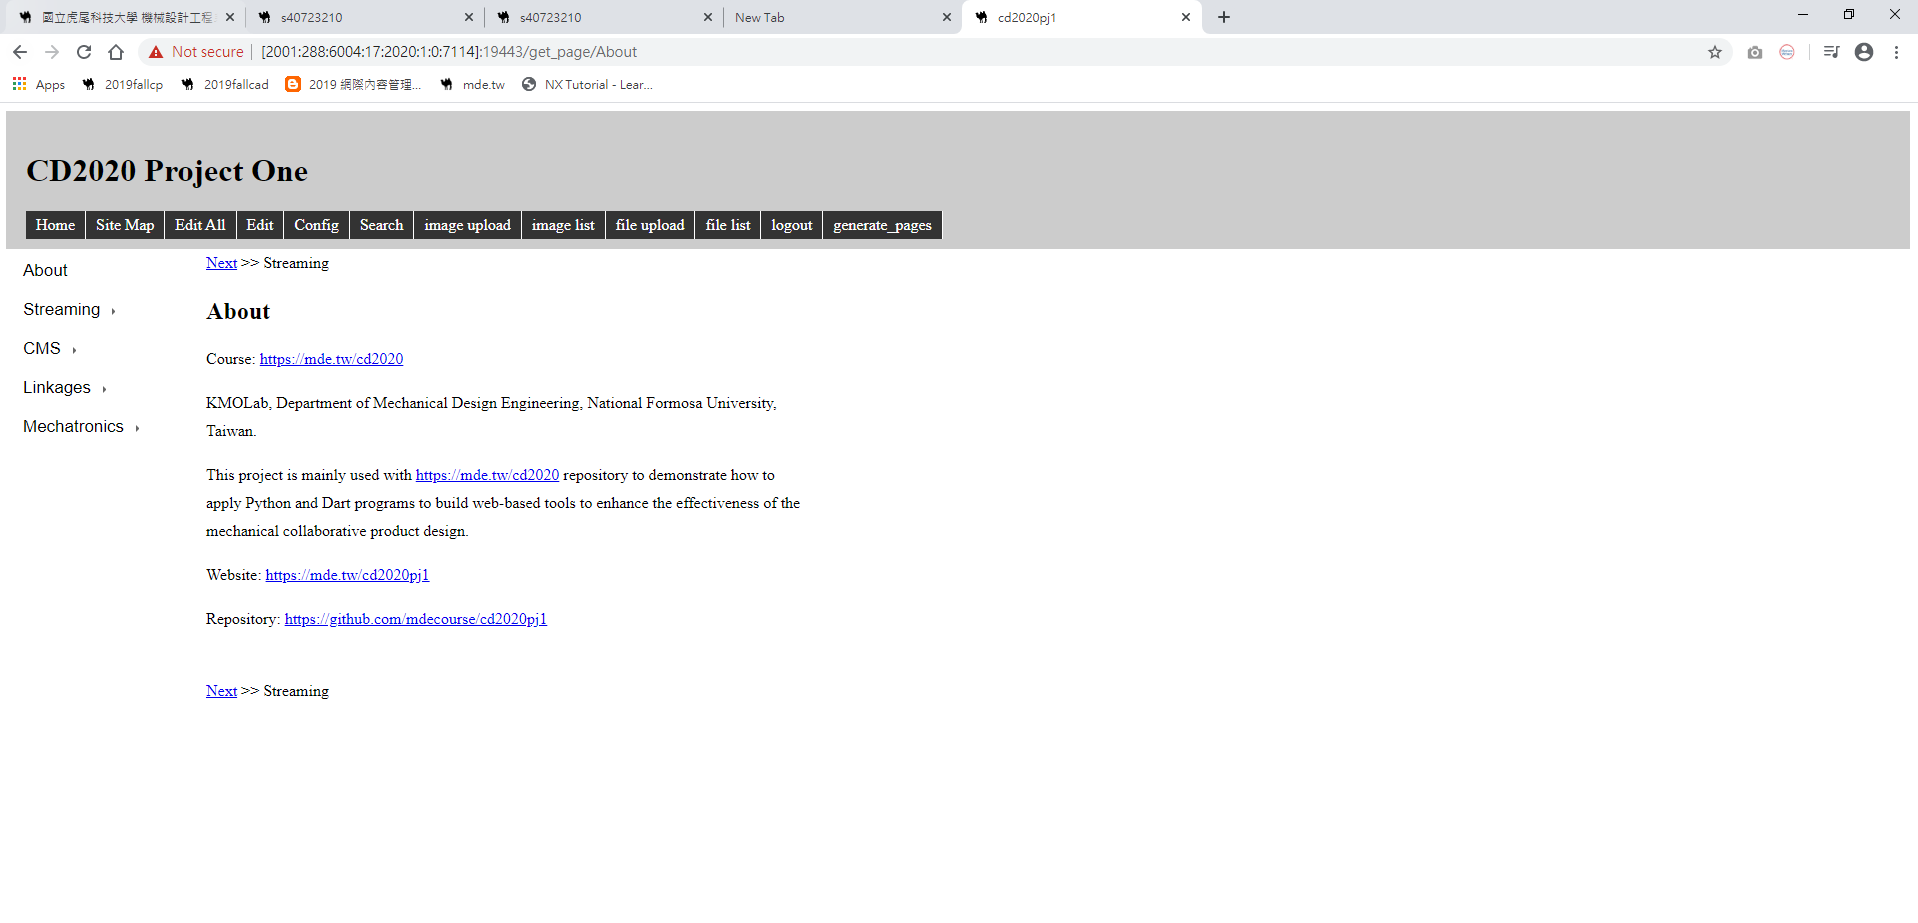 國立虎尾科技大學 機械設計工程
s40723210
s40723210
New Tab
cd2020pj1
Not secure
[2001:288:6004:17:2020:1:0:7114]:19443/get_page/About
Apps
2019fallcp
2019fallcad
2019 網際內容管理...
mde.tw
NX Tutorial - Lear...
CD2020 Project One
Home
Site Map
Edit All
Edit
Config
Search
image upload
image list
file upload
file list
logout
generate_pages
About
Streaming
CMS
Linkages
Mechatronics
Next >> Streaming
About
Course: https://mde.tw/cd2020
KMOLab, Department of Mechanical Design Engineering, National Formosa University,
Taiwan.
This project is mainly used with https://mde.tw/cd2020 repository to demonstrate how to
apply Python and Dart programs to build web-based tools to enhance the effectiveness of the
mechanical collaborative product design.
Website: https://mde.tw/cd2020pj1
Repository: https://github.com/mdecourse/cd2020pj1
Next >> Streaming